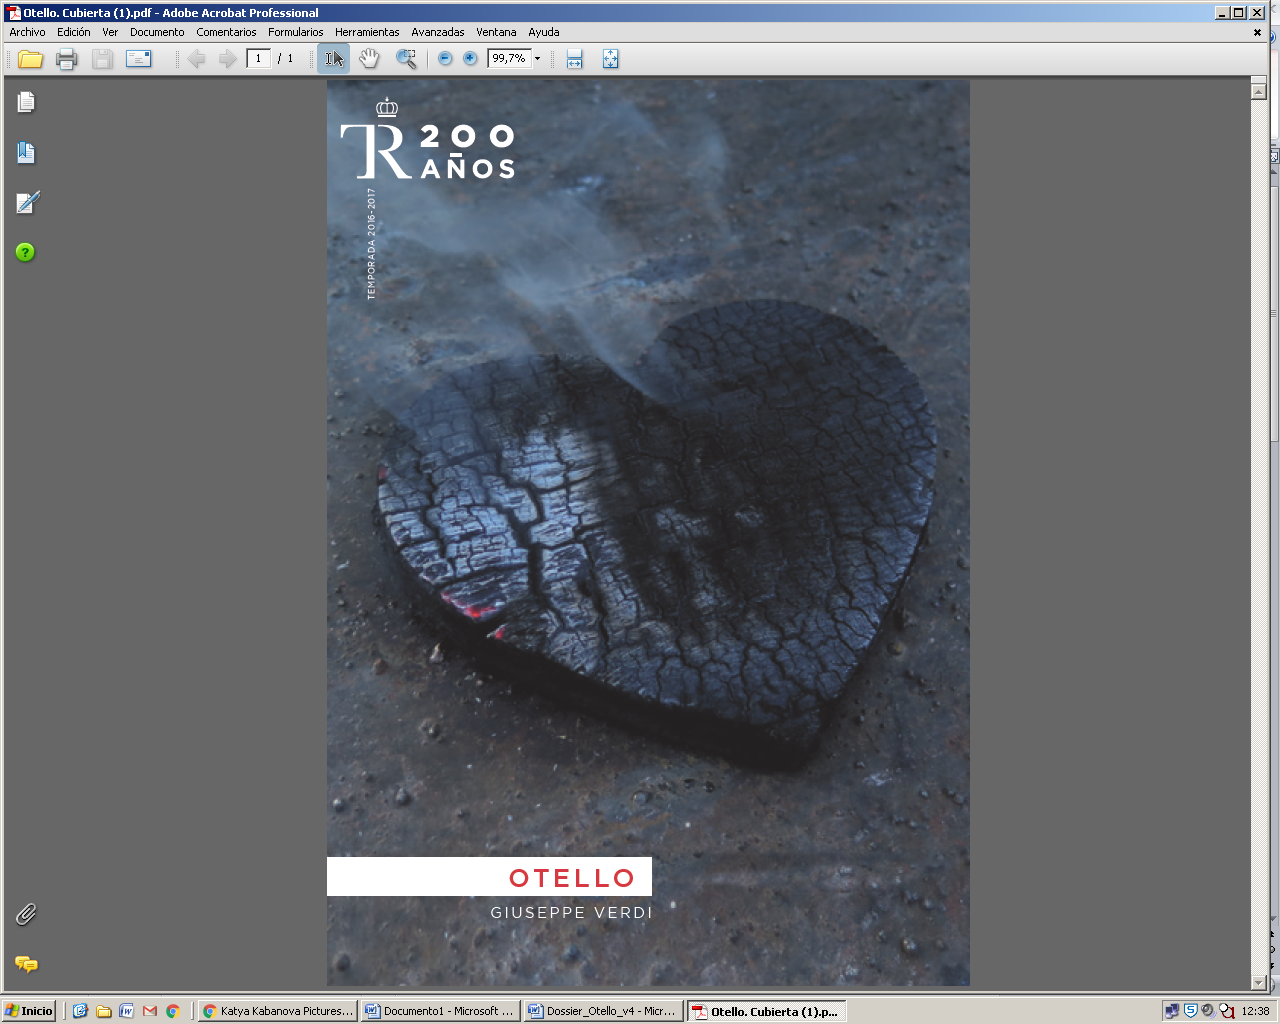 Otello. Cubierta (1).pdf - Adobe Acrobat Professional
Archivo Edición Ver Documento Comentarios Formularios Herramientas Avanzadas Ventana Ayuda
1 / 1 99,7%
TR 200
AÑOS
TEMPORADA 2016-2017
OTELLO
GIUSEPPE VERDI
Inicio Katya Kabanova Pictures... Documento1 - Microsoft ... Dossier_Otello_v4 - Micr... Otello. Cubierta (1).p... 12:38